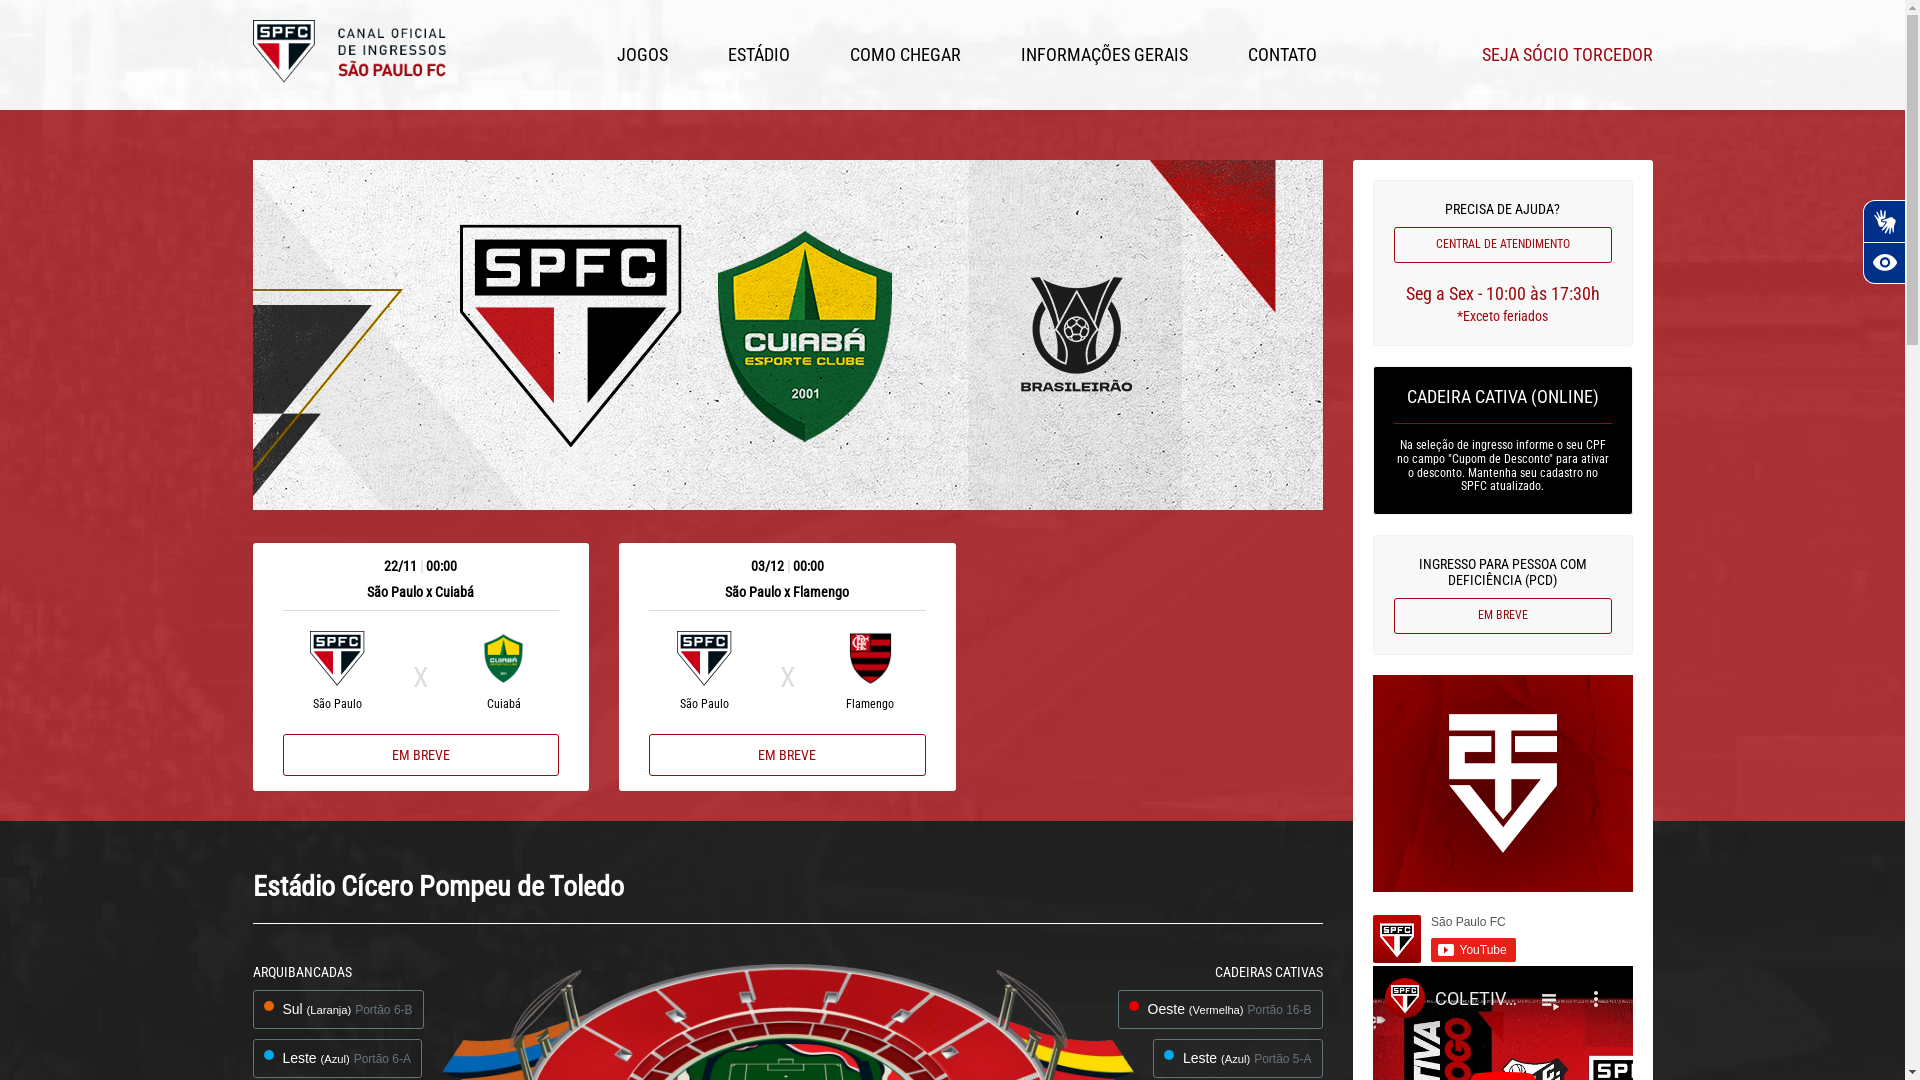 SPFC
CANAL OFICIAL
DE INGRESSOS
SÃO PAULO FC
JOGOS
ESTÁDIO
COMO CHEGAR
INFORMAÇÕES GERAIS
CONTATO
SEJA SÓCIO TORCEDOR
SPFC
CUIABÁ
ESPORTE CLUBE
2001
BRASILEIRÃO
22/11 | 00:00
São Paulo x Cuiabá
SPFC
CUIABÁ
X
São Paulo
Cuiabá
EM BREVE
03/12 | 00:00
São Paulo x Flamengo
SPFC
X
São Paulo
Flamengo
EM BREVE
PRECISA DE AJUDA?
CENTRAL DE ATENDIMENTO
Seg a Sex - 10:00 às 17:30h
*Exceto feriados
CADEIRA CATIVA (ONLINE)
Na seleção de ingresso informe o seu CPF
no campo "Cupom de Desconto" para ativar
o desconto. Mantenha seu cadastro no
SPFC atualizado.
INGRESSO PARA PESSOA COM
DEFICIÊNCIA (PCD)
EM BREVE
SPFC
São Paulo FC
YouTube
SPFC
COLETIV...
Estádio Cícero Pompeu de Toledo
ARQUIBANCADAS
Sul (Laranja) Portão 6-B
Leste (Azul) Portão 6-A
CADEIRAS CATIVAS
Oeste (Vermelha) Portão 16-B
Leste (Azul) Portão 5-A